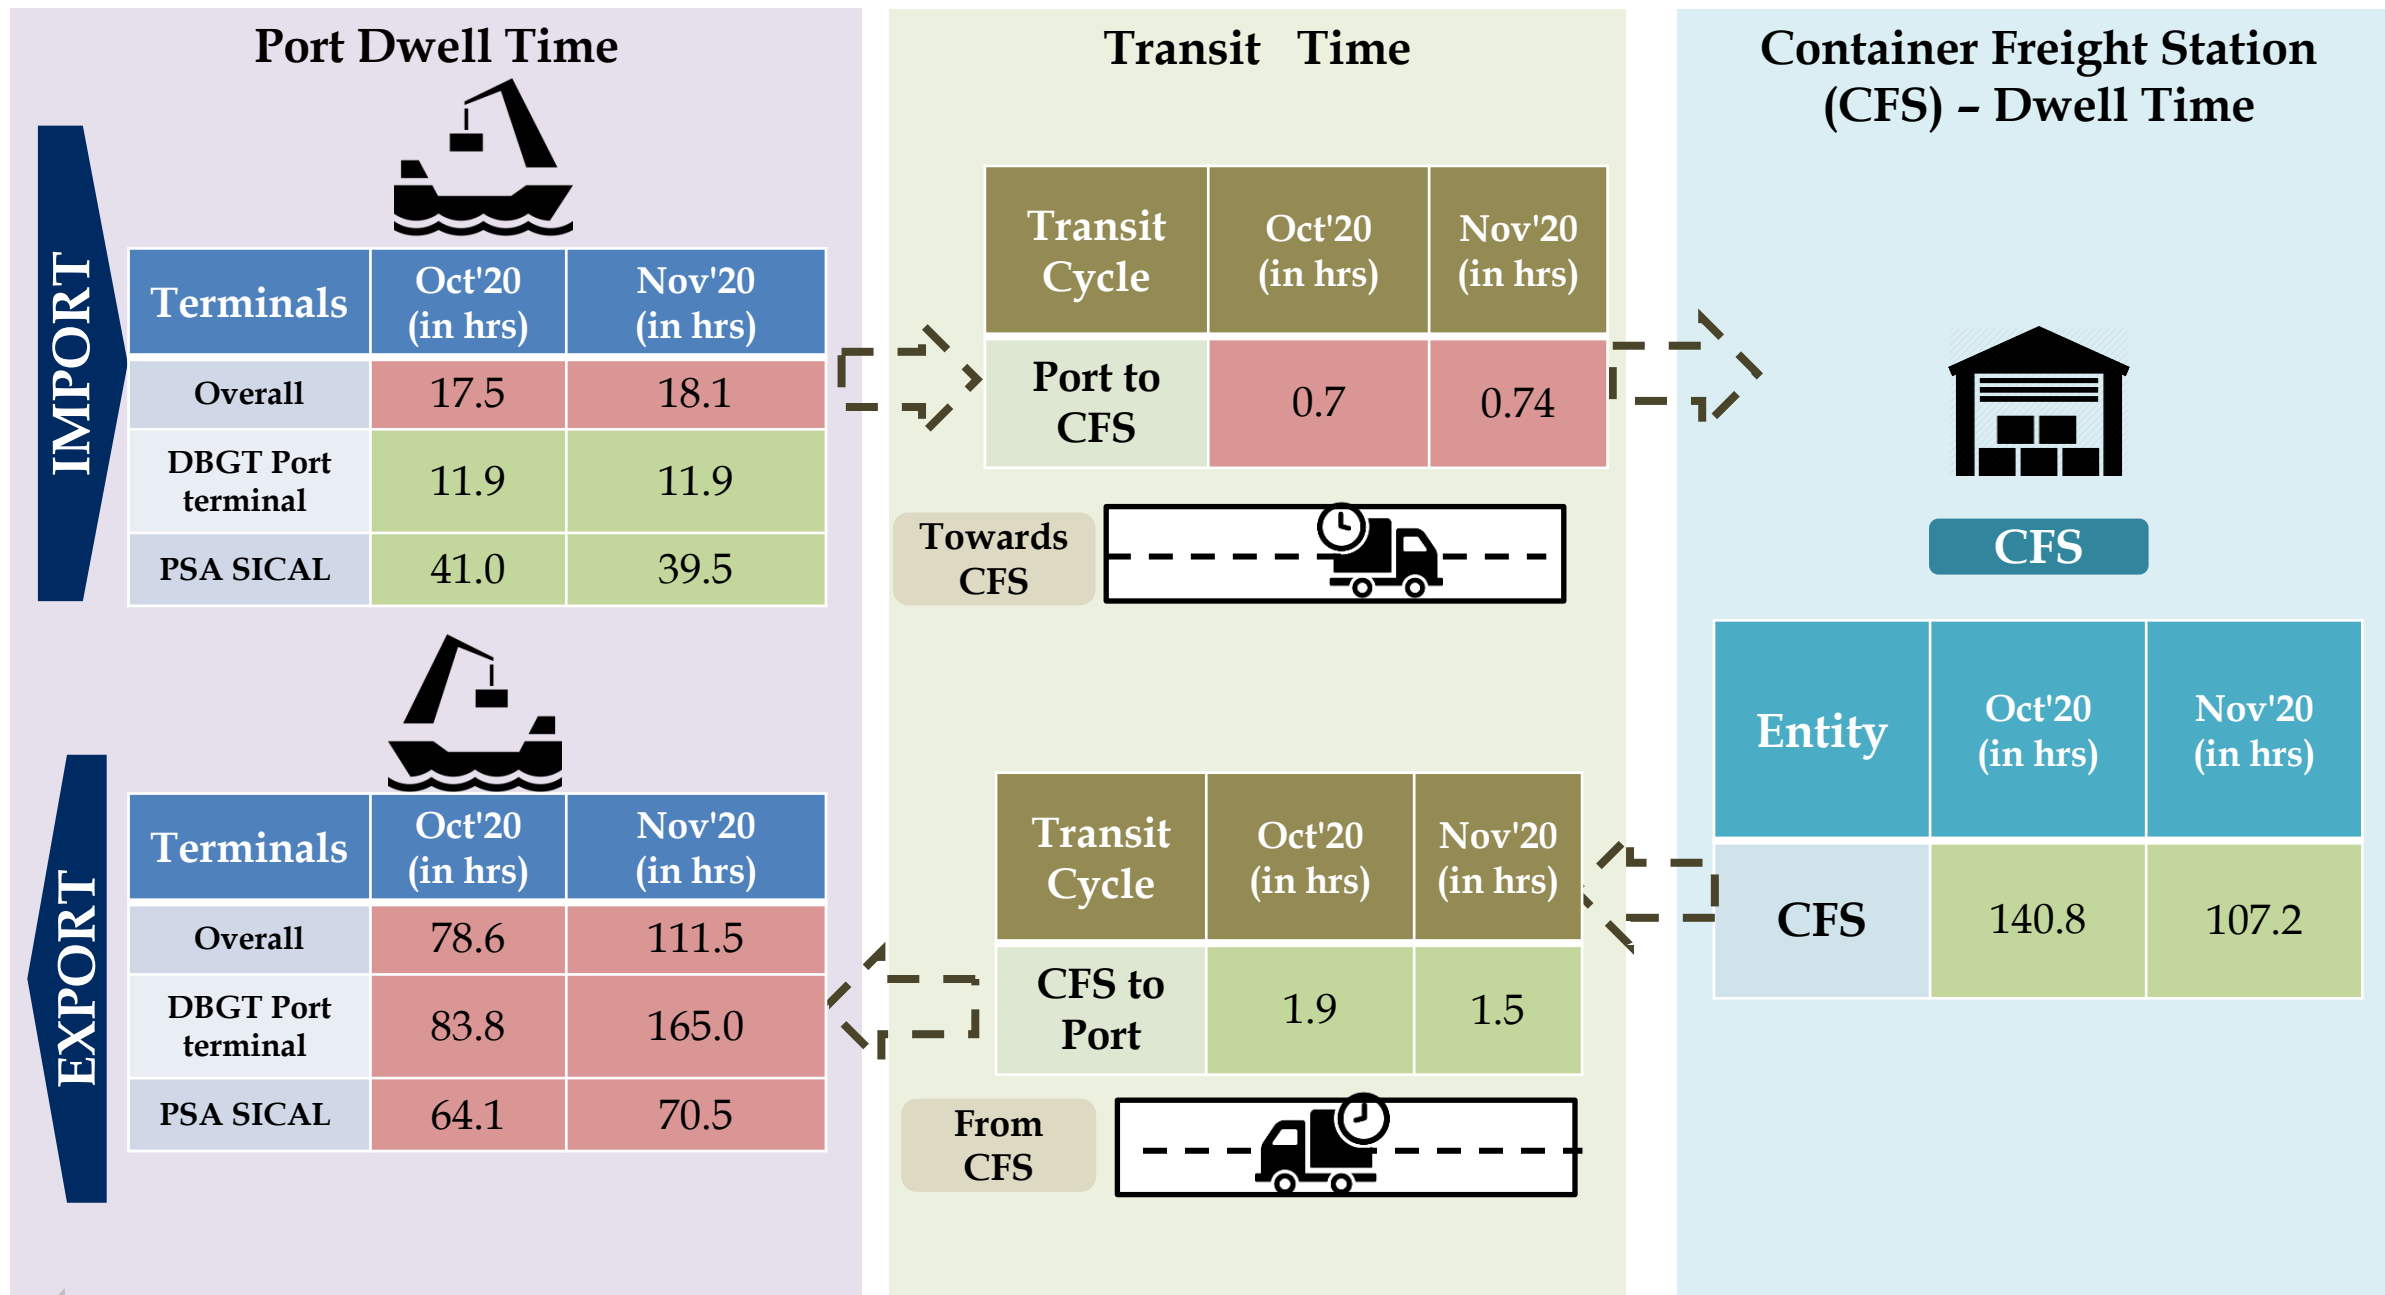 Port Dwell Time
IMPORT
Terminals Oct'20 (in hrs) Nov'20 (in hrs)
Overall 17.5 18.1
DBGT Port terminal 11.9 11.9
PSA SICAL 41.0 39.5
EXPORT
Terminals Oct'20 (in hrs) Nov'20 (in hrs)
Overall 78.6 111.5
DBGT Port terminal 83.8 165.0
PSA SICAL 64.1 70.5
Transit Time
Transit Cycle Oct'20 (in hrs) Nov'20 (in hrs)
Port to CFS 0.7 0.74
Towards
CFS
Transit Cycle Oct'20 (in hrs) Nov'20 (in hrs)
CFS to Port 1.9 1.5
From
CFS
Container Freight Station
(CFS) – Dwell Time
CFS
Entity Oct'20 (in hrs) Nov'20 (in hrs)
CFS 140.8 107.2